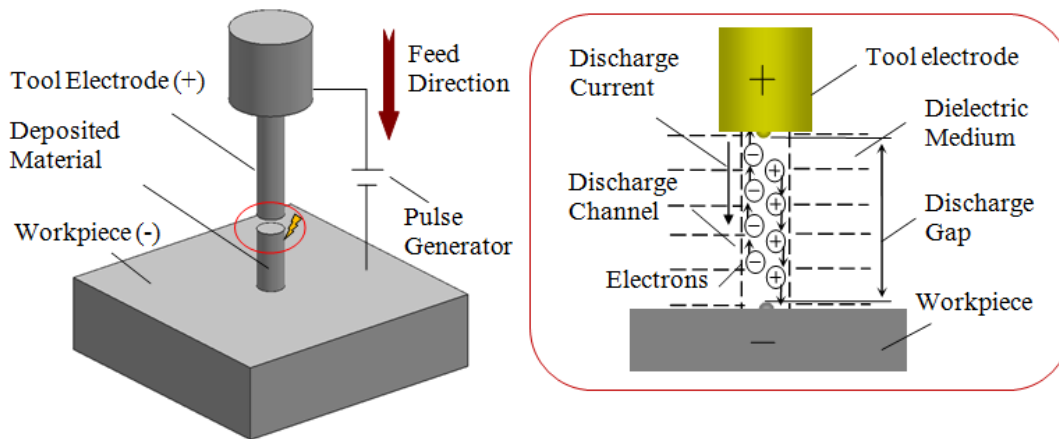 Tool Electrode (+)
Deposited
Material
Workpiece (-)
Feed
Direction
Pulse
Generator
Discharge
Current
Tool electrode
+
Dielectric
Medium
Discharge
Channel
Discharge
Gap
Electrons
Workpiece
−